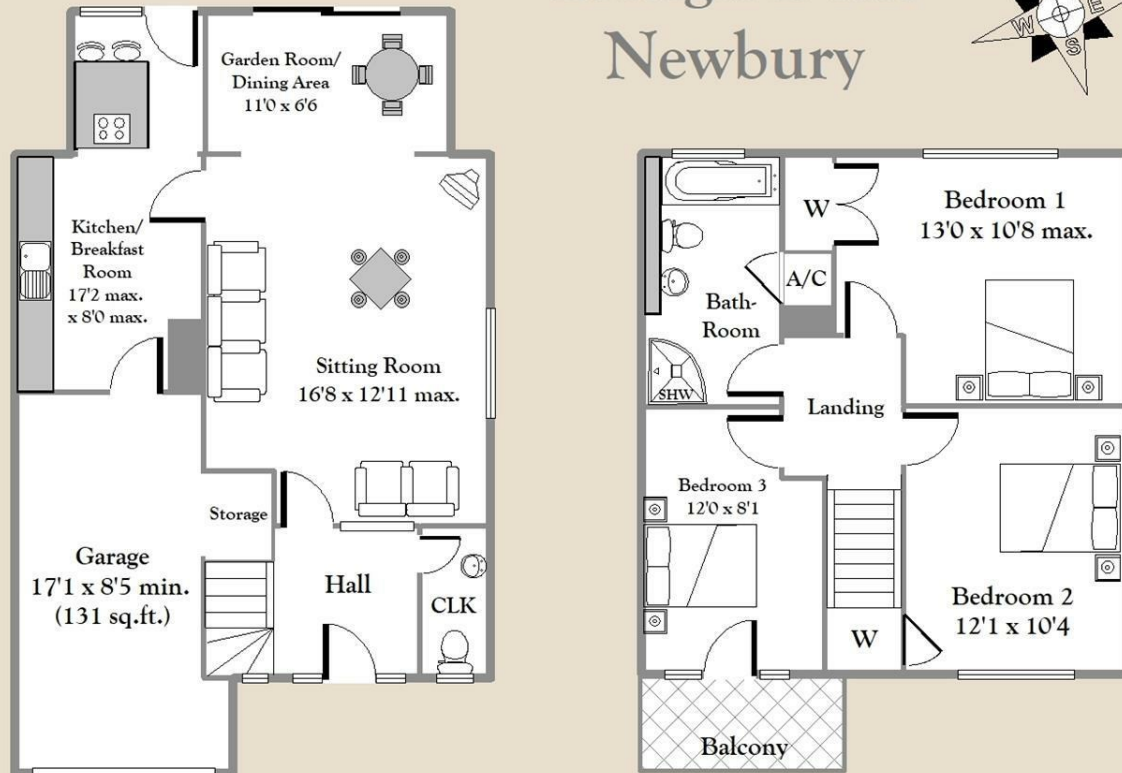 Newbury
W
E
S
Garden Room/
Dining Area
11'0 x 6'6
Kitchen/
Breakfast
Room
17'2 max.
x 8'0 max.
Sitting Room
16'8 x 12'11 max.
Storage
Garage
17'1 x 8'5 min.
(131 sq.ft.)
Hall
CLK
W
Bedroom 1
13'0 x 10'8 max.
A/C
Bath-
Room
SHW
Landing
Bedroom 3
12'0 x 8'1
Bedroom 2
12'1 x 10'4
W
Balcony